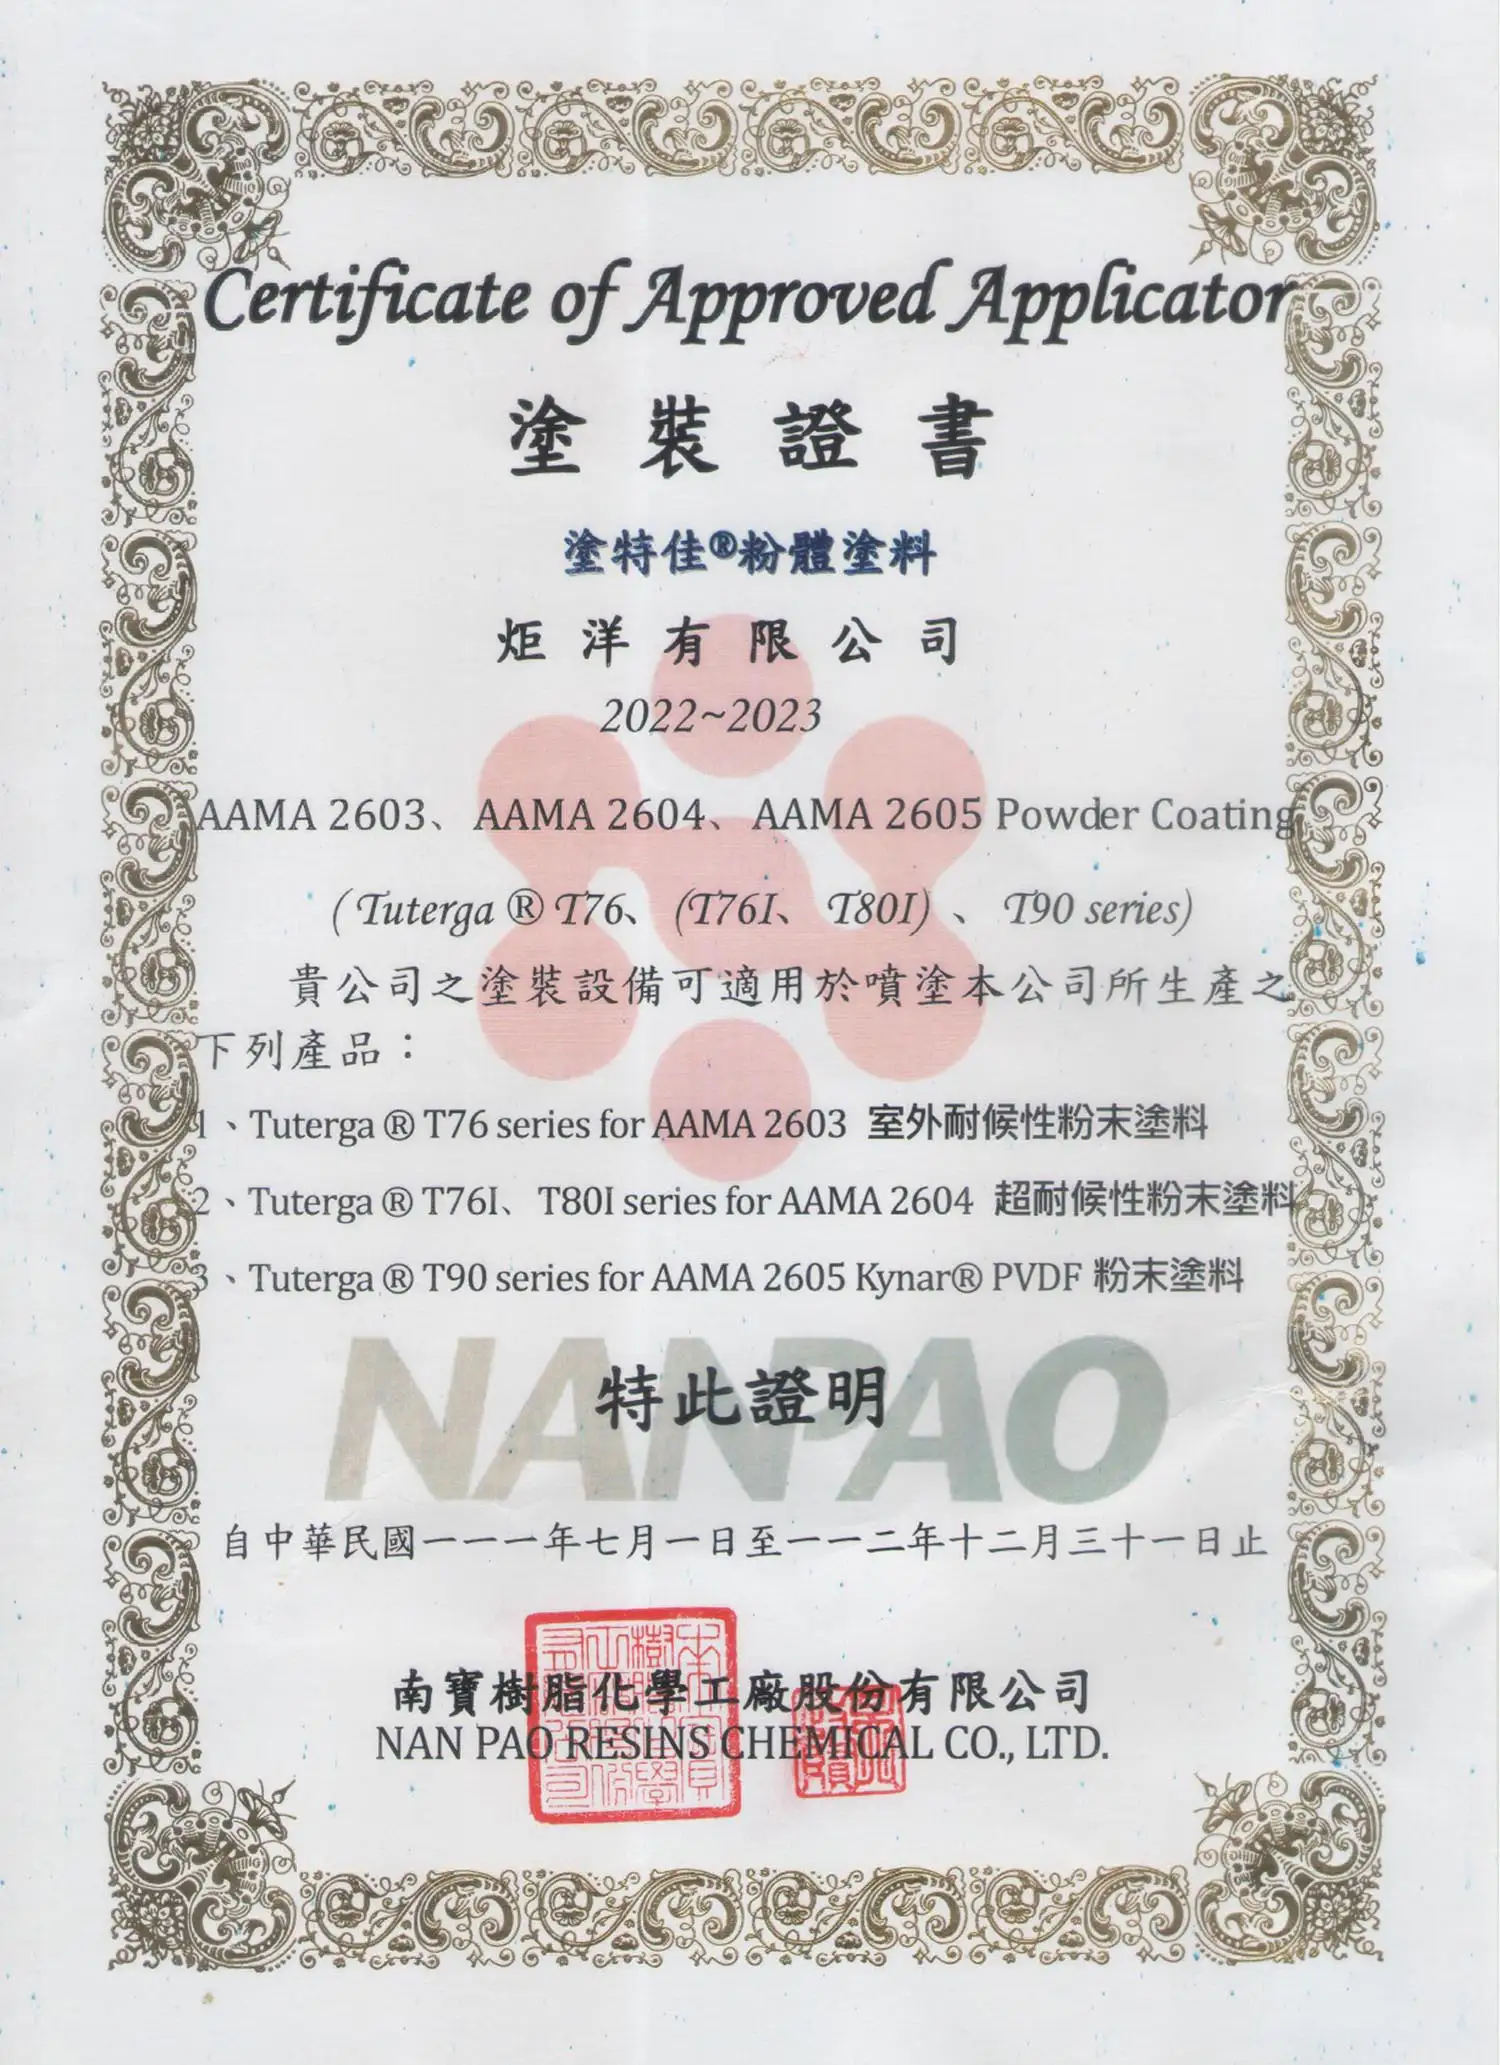 Certificate of Approved Applicator
塗裝證書
塗特佳®粉體塗料
炬洋有限公司
2022~2023
AAMA 2603、AAMA 2604、AAMA 2605 Powder Coating
(Tuterga ® T76、(T76I、T80I)、T90 series)
貴公司之塗裝設備可適用於噴塗本公司所生產之
下列產品：
1、Tuterga ® T76 series for AAMA 2603 室外耐候性粉末塗料
2、Tuterga ® T76I、T80I series for AAMA 2604 超耐候性粉末塗料
3、Tuterga ® T90 series for AAMA 2605 Kynar® PVDF 粉末塗料
NANPAO
特此證明
自中華民國一一一年七月一日至一一二年十二月三十一日止
南寶樹脂化學工廠股份有限公司
NAN PAO RESINS CHEMICAL CO., LTD.